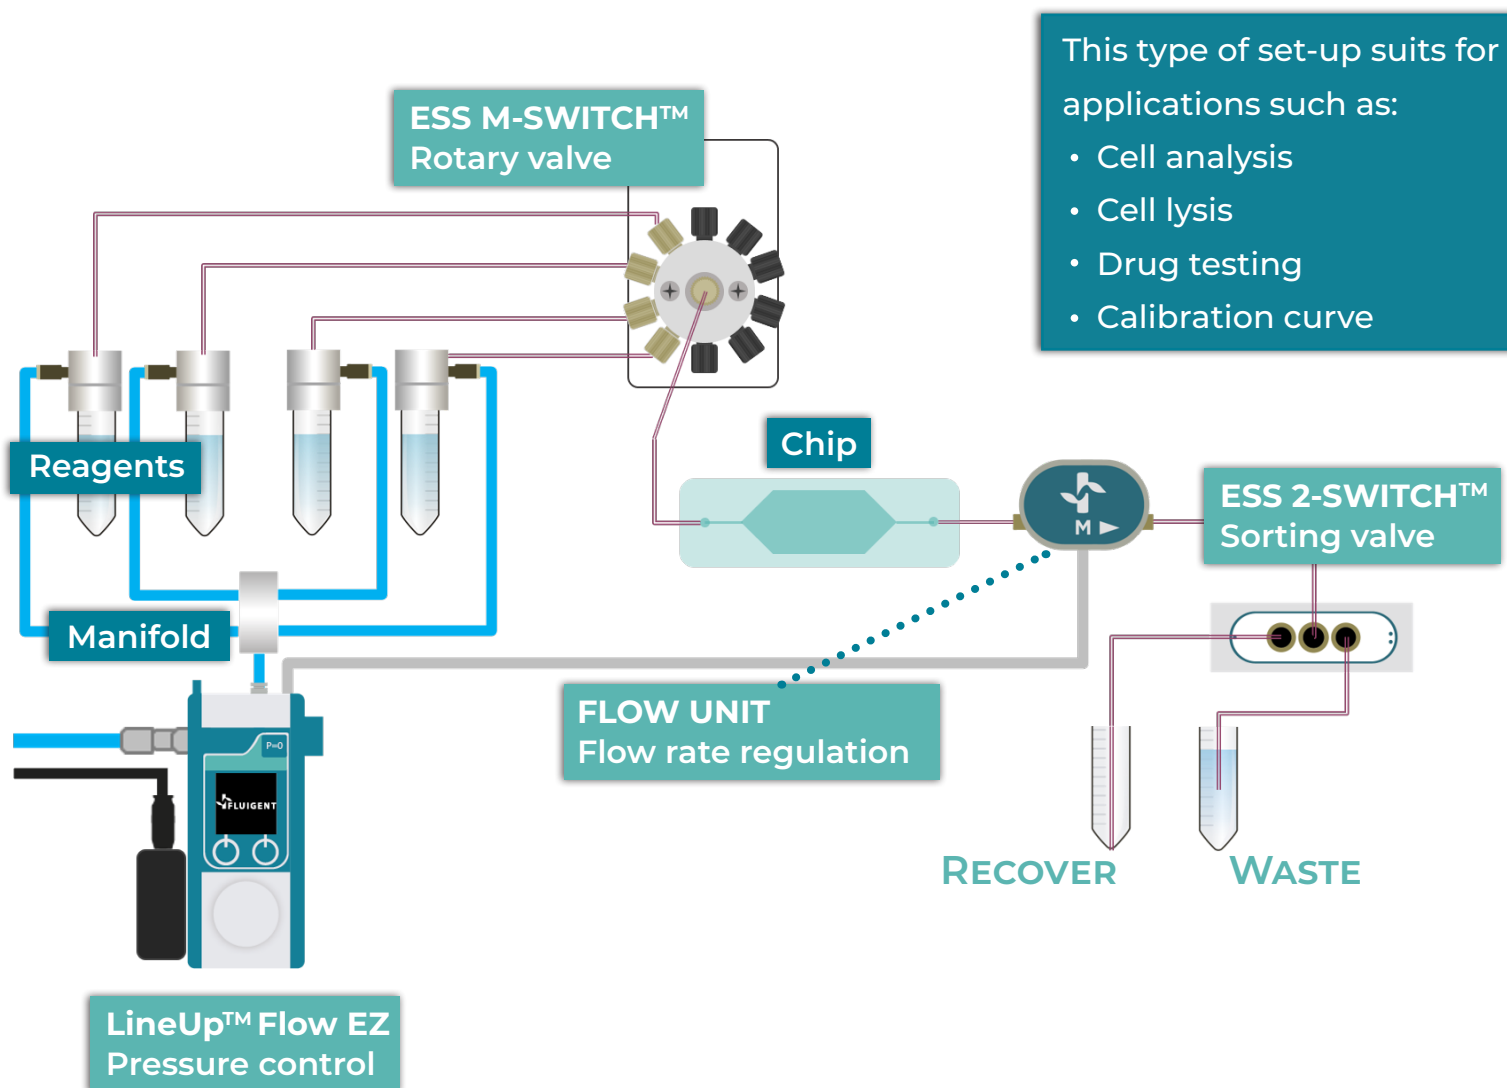 This type of set-up suits for
applications such as:
• Cell analysis
• Cell lysis
• Drug testing
• Calibration curve
ESS M-SWITCH™
Rotary valve
Reagents
Chip
M
ESS 2-SWITCH™
Sorting valve
Manifold
FLOW UNIT
Flow rate regulation
P=0
FLUIGENT
RECOVER
WASTE
LineUp™ Flow EZ
Pressure control